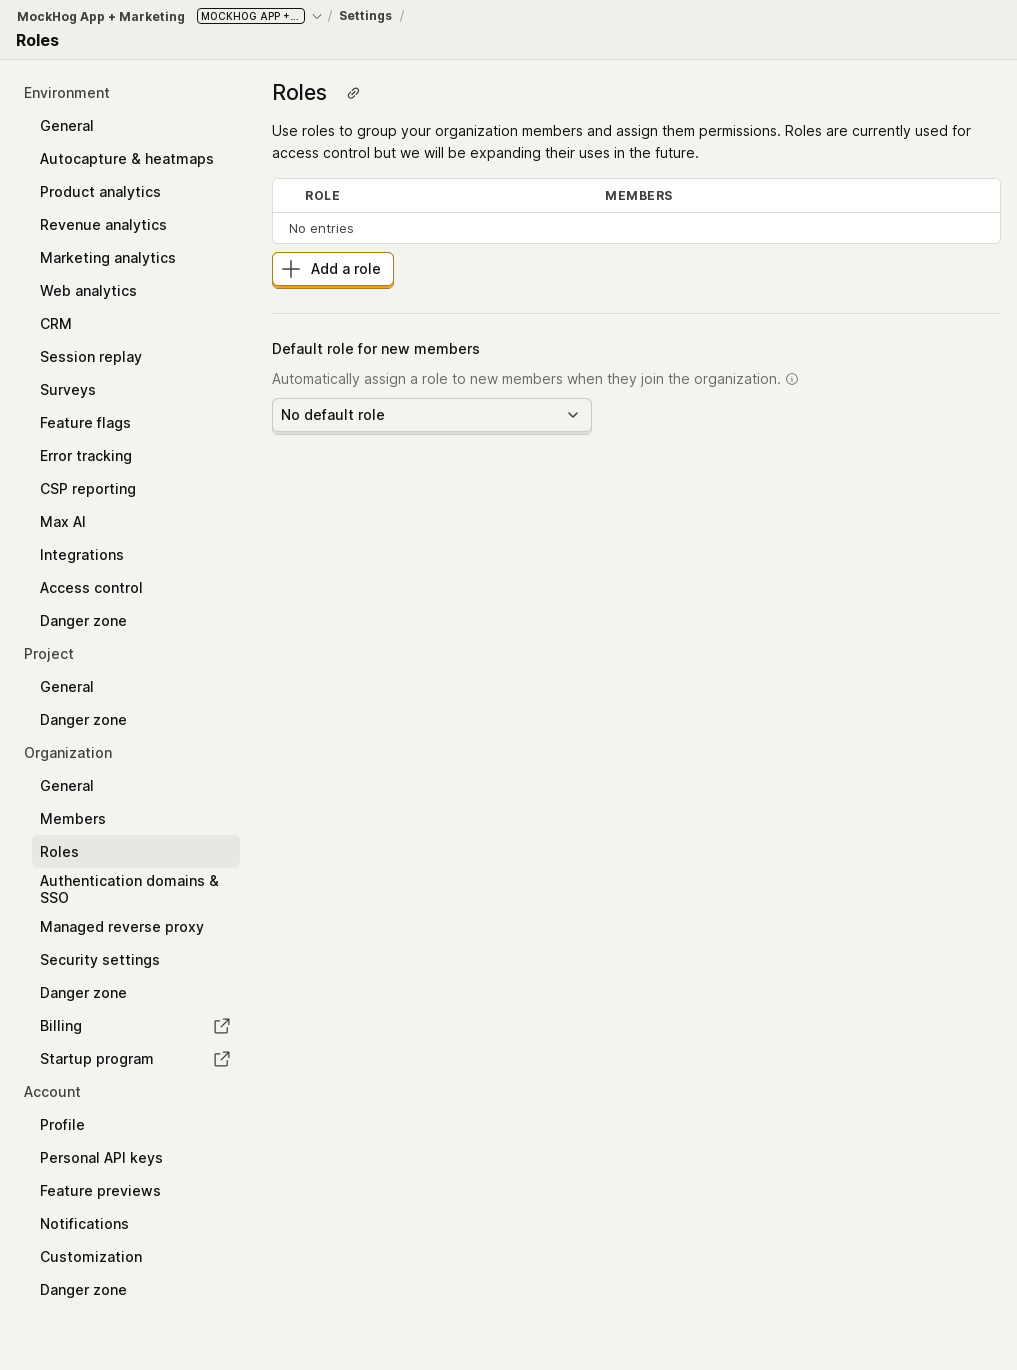 MockHog App + Marketing
MOCKHOG APP +...
/
Settings
/
Roles
Environment
General
Autocapture & heatmaps
Product analytics
Revenue analytics
Marketing analytics
Web analytics
CRM
Session replay
Surveys
Feature flags
Error tracking
CSP reporting
Max AI
Integrations
Access control
Danger zone
Project
General
Danger zone
Organization
General
Members
Roles
Authentication domains &
SSO
Managed reverse proxy
Security settings
Danger zone
Billing
Startup program
Account
Profile
Personal API keys
Feature previews
Notifications
Customization
Danger zone
Roles
Use roles to group your organization members and assign them permissions. Roles are currently used for
access control but we will be expanding their uses in the future.
ROLE MEMBERS
No entries
Add a role
Default role for new members
Automatically assign a role to new members when they join the organization.
No default role